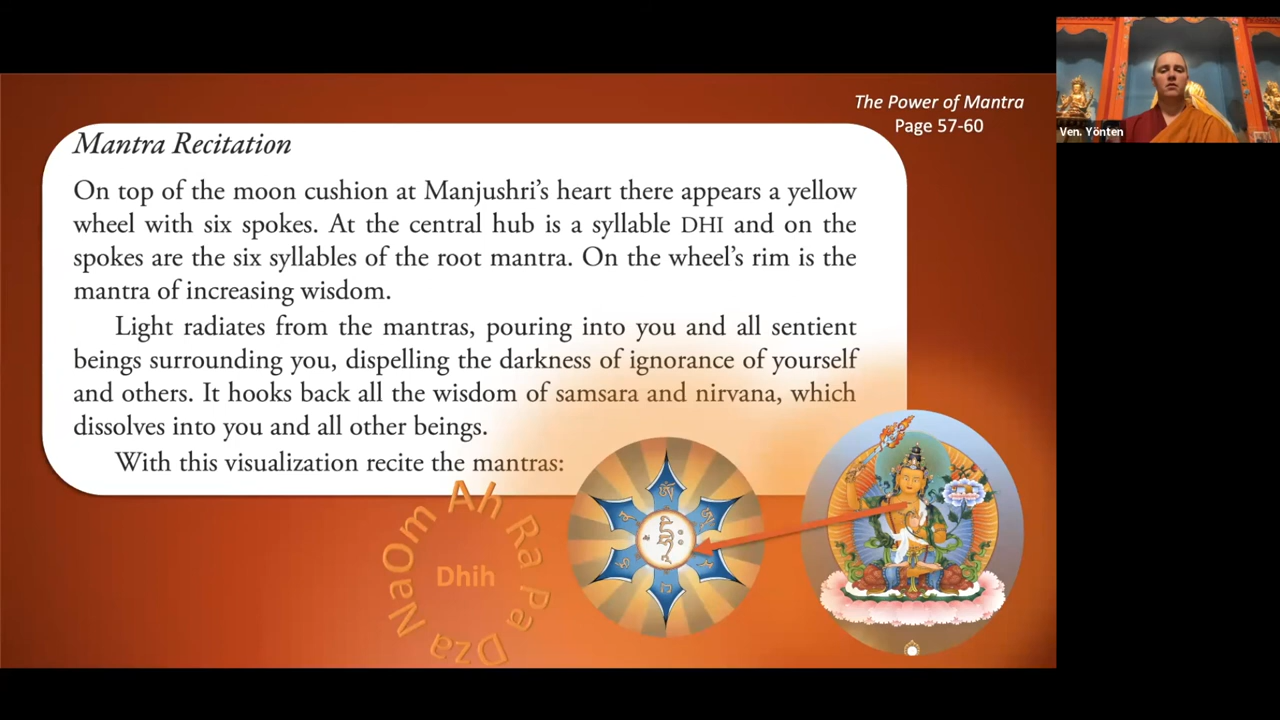 The Power of Mantra
Page 57-60
Ven. Yönten
Mantra Recitation
On top of the moon cushion at Manjushri’s heart there appears a yellow
wheel with six spokes. At the central hub is a syllable DHI and on the
spokes are the six syllables of the root mantra. On the wheel’s rim is the
mantra of increasing wisdom.
Light radiates from the mantras, pouring into you and all sentient
beings surrounding you, dispelling the darkness of ignorance of yourself
and others. It hooks back all the wisdom of samsara and nirvana, which
dissolves into you and all other beings.
With this visualization recite the mantras:
Om Ah Ra Pa Dza Na
Dhih